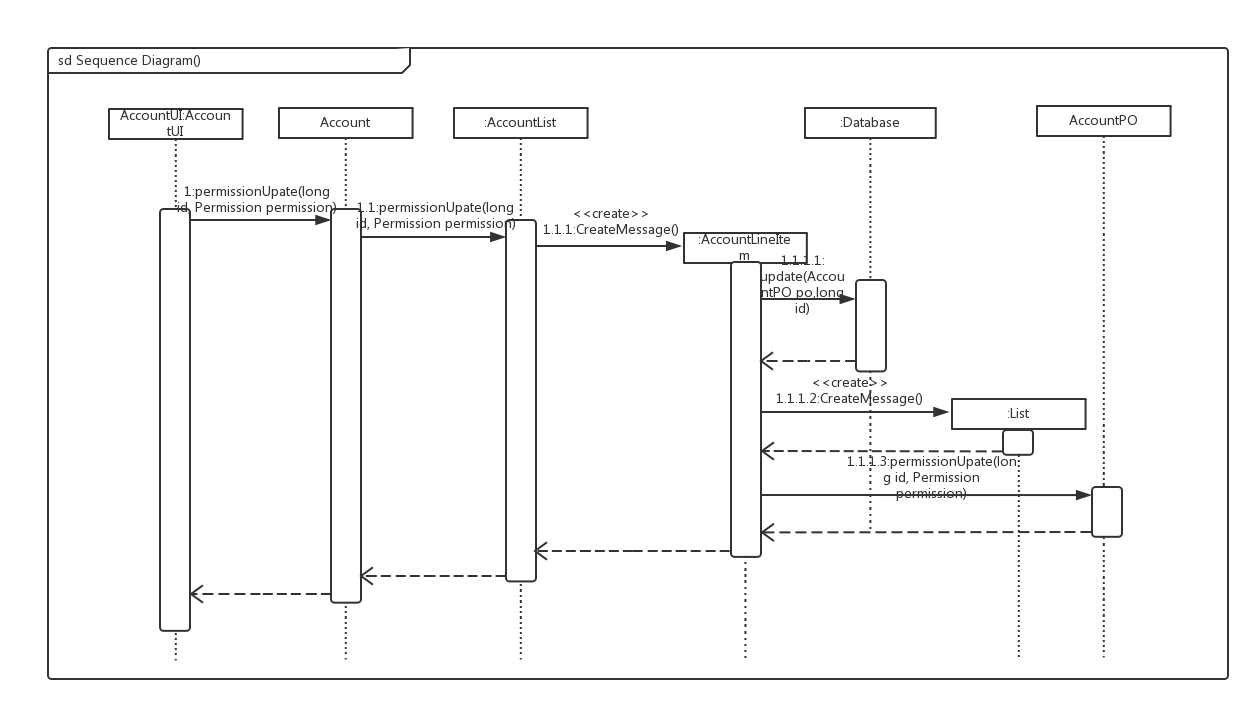 sd Sequence Diagram()
AccountUI:Accoun
tUI
Account
:AccountList
:Database
AccountPO
1:permissionUpate(long
id, Permission permission)
1.1:permissionUpate(long
id, Permission permission)
<<create>>
1.1.1:CreateMessage()
:AccountLineIte
m
1.1.1.1:
update(Accou
ntPO po,long
id)
<<create>>
1.1.1.2:CreateMessage()
:List
1.1.1.3:permissionUpate(lon
g id, Permission
permission)